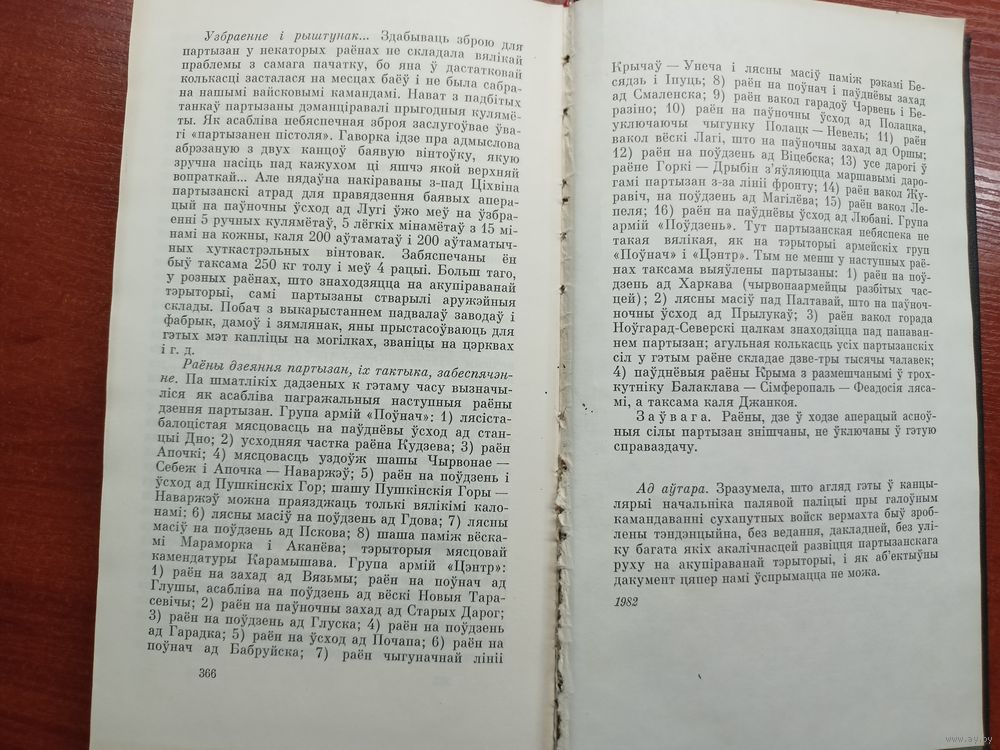 Узбраенне і рыштунак... Здабываць зброю для
партызан у некаторых раёнах не складала вялікай
праблемы з самага пачатку, бо яна ў дастатковай
колькасці засталася на месцах баёў і не была сабра-
на нашымі вайсковымі камандамі. Нават з падбітых
танкаў партызаны дэманціравалі прыгодныя кулямё-
ты. Як асабліва небяспечная зброя заслугоўвае ўва-
гі «партызанен пістоля». Гаворка ідзе пра адмыслова
абрэзаную з двух канцоў баявую вінтоўку, якую
зручна насіць пад кажухом ці яшчэ якой верхняй
вопраткай... Але нядаўна накіраваны з-пад Ціхвіна
партызанскі атрад для правядзення баявых апера-
цый на паўночны ўсход ад Лугі ўжо меў на ўзбра-
енні 5 ручных кулямётаў, 5 лёгкіх мінамётаў з 15 мі-
намі на кожны, каля 200 аўтаматаў і 200 аўтаматыч-
ных хуткастрэльных вінтовак. Забяспечаны ён
быў таксама 250 кг толу і меў 4 рацыі. Больш таго,
у розных раёнах, што знаходзяцца на акупіраванай
тэрыторыі, самі партызаны стварылі аружэйныя
склады. Побач з выкарыстаннем падвалаў заводаў і
фабрык, дамоў і зямлянак, яны прыстасоўваюць для
гэтых мэт капліцы на могілках, званіцы на цэрквах
і г. д.
Раёны дзеяння партызан, іх тактыка, забеспячэн-
не. Па шматлікіх дадзеных к гэтаму часу вызначы-
ліся як асабліва пагражальныя наступныя раёны
дзення партызан. Група армій «Поўнач»: 1) лясіста-
балоцістая мясцовасць на паўднёвы ўсход ад стан-
цыі Дно; 2) усходняя частка раёна Кудзева; 3) раён
Апочкі; 4) мясцовасць уздоўж шашы Чырвонае —
Себеж і Апочка — Наваржэў; 5) раён на поўдзень і
ўсход ад Пушкінскіх Гор; шашу Пушкінскія Горы —
Наваржэў можна праязджаць толькі вялікімі кало-
намі; 6) лясны масіў на поўдзень ад Гдова; 7) лясны
масіў на поўдзень ад Пскова; 8) шаша паміж вёска-
мі Мараморка і Аканёва; тэрыторыя мясцовай
камендатуры Карамышава. Група армій «Цэнтр»:
1) раён на захад ад Вязьмы; раён на поўнач ад
Глушы, асабліва на поўдзень ад вёскі Новыя Тара-
севічы; 2) раён на паўночны захад ад Старых Дарог;
3) раён на поўдзень ад Глуска; 4) раён на поўдзень
ад Гарадка; 5) раён на ўсход ад Почапа; 6) раён на
поўнач ад Бабруйска; 7) раён чыгуначнай лініі
366
Крычаў — Унеча і лясны масіў паміж рэкамі Бе-
сядзь і Іпуць; 8) раён на поўнач і паўднёвы захад
ад Смаленска; 9) раён вакол гарадоў Чэрвень і Бе-
разіно; 10) раён на паўночны ўсход ад Полацка,
уключаючы чыгунку Полацк — Невель; 11) раён
вакол вёскі Лагі, што на паўночны захад ад Оршы;
12) раён на поўдзень ад Віцебска; 13) усе дарогі ў
раёне Горкі — Дрыбін з'яўляюцца маршавымі даро-
гамі партызан з-за лініі фронту; 14) раён вакол Жу-
равіч, на поўдзень ад Магілёва; 15) раён вакол Ле-
пеля; 16) раён на паўднёвы ўсход ад Любані. Група
армій «Поўдзень». Тут партызанская небяспека не
такая вялікая, як на тэрыторыі армейскіх груп
«Поўнач» і «Цэнтр». Тым не менш у наступных раё-
нах таксама выяўлены партызаны: 1) раён на поў-
дзень ад Харкава (чырвонаармейцы разбітых час-
цей); 2) лясны масіў пад Палтавай, што на паўноч-
ночны ўсход ад Прылукаў; 3) раён вакол горада
Ноўгарад-Северскі цалкам знаходзіцца пад панаван-
нем партызан; агульная колькасць усіх партызанскіх
сіл у гэтым раёне складае дзве-тры тысячы чалавек;
4) паўднёвыя раёны Крыма з размешчанымі ў трох-
кутніку Балаклава — Сімферопаль — Феадосія ляса-
мі, а таксама каля Джанкоя.
Заўвага. Раёны, дзе ў ходзе аперацый асноў-
ныя сілы партызан знішчаны, не ўключаны ў гэтую
справаздачу.
Ад аўтара. Зразумела, што агляд гэты ў канцы-
лярыі начальніка палявой паліцыі пры галоўным
камандаванні сухапутных войск вермахта быў зроб-
лены тэндэнцыйна, без ведання, дакладней, без улі-
ку багата якіх акалічнасцей развіцця партызанскага
руху на акупіраванай тэрыторыі, і як аб'ектыўны
дакумент цяпер намі ўспрымацца не можа.
1982
www.ay.by